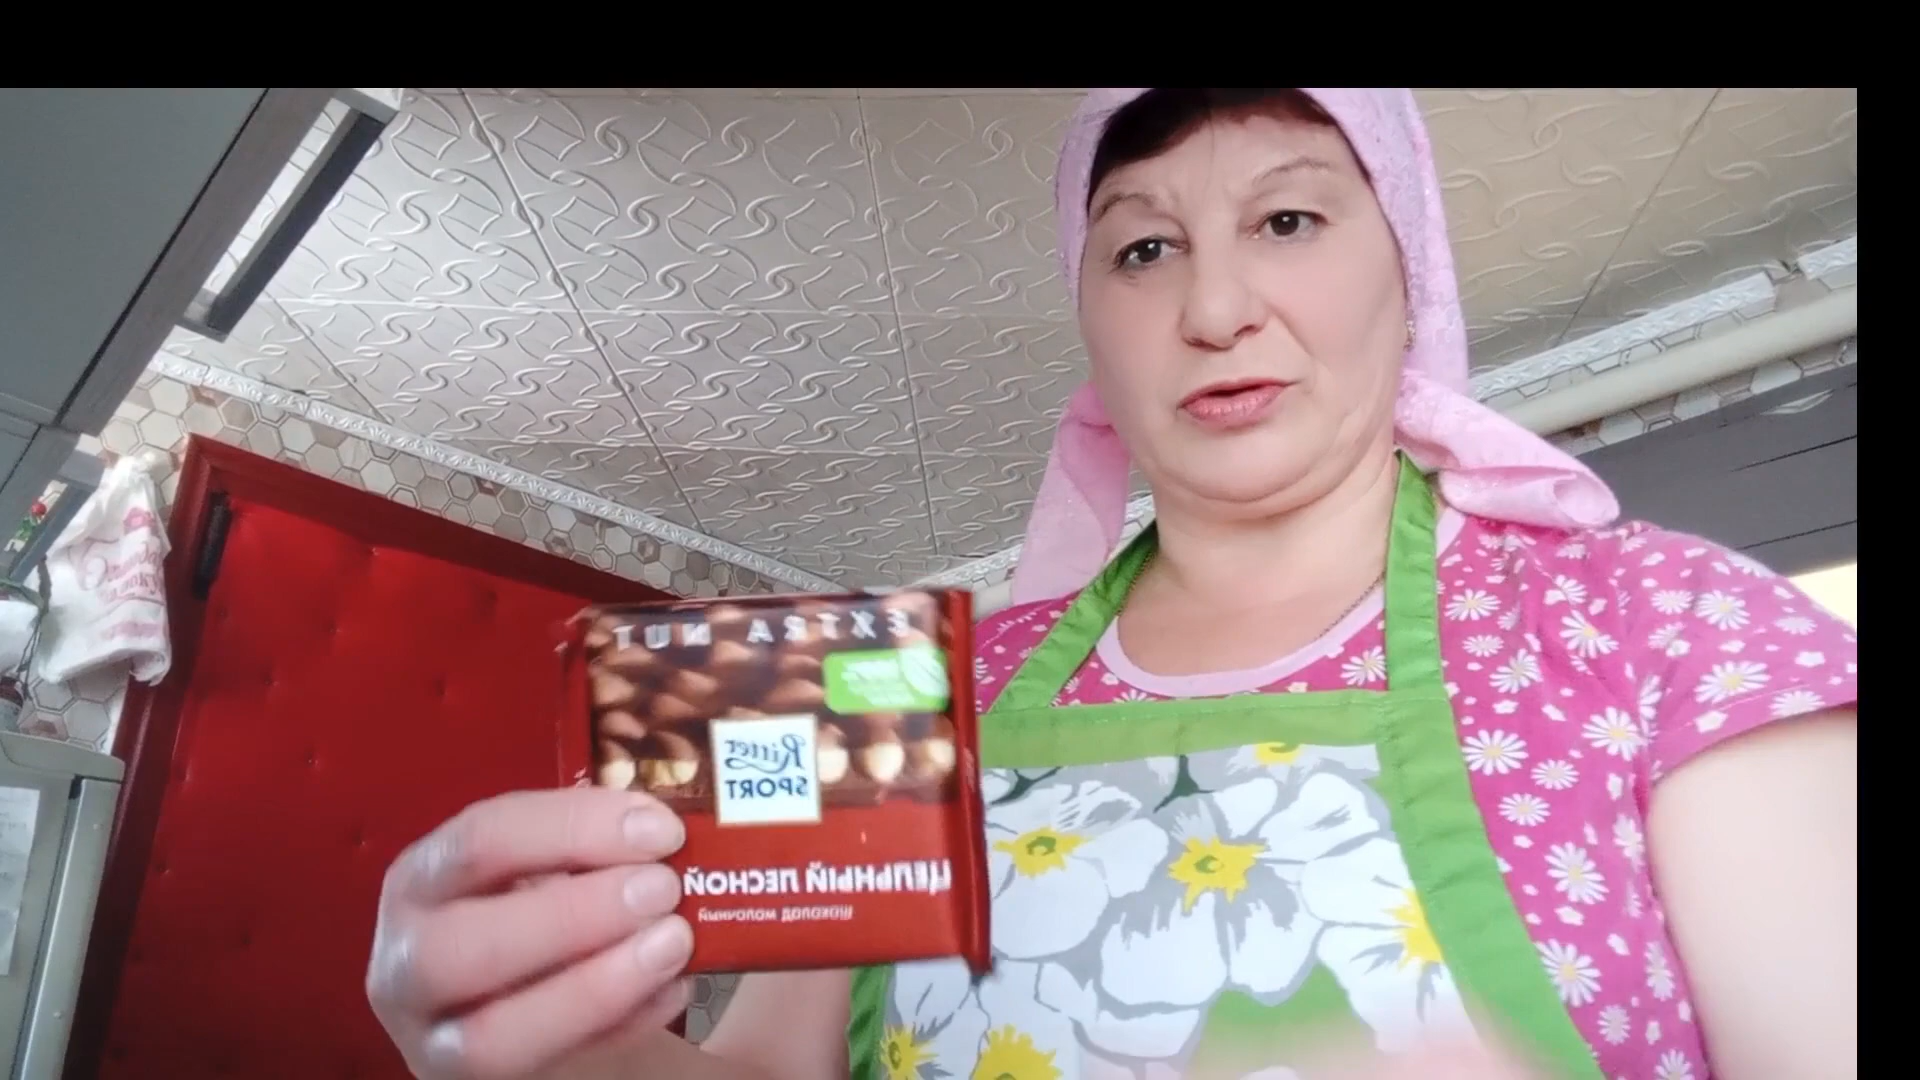 EXTRA NUT
Ritter
SPORT
ЦЕЛЬНЫЙ ЛЕСНОЙ
шоколад молочный